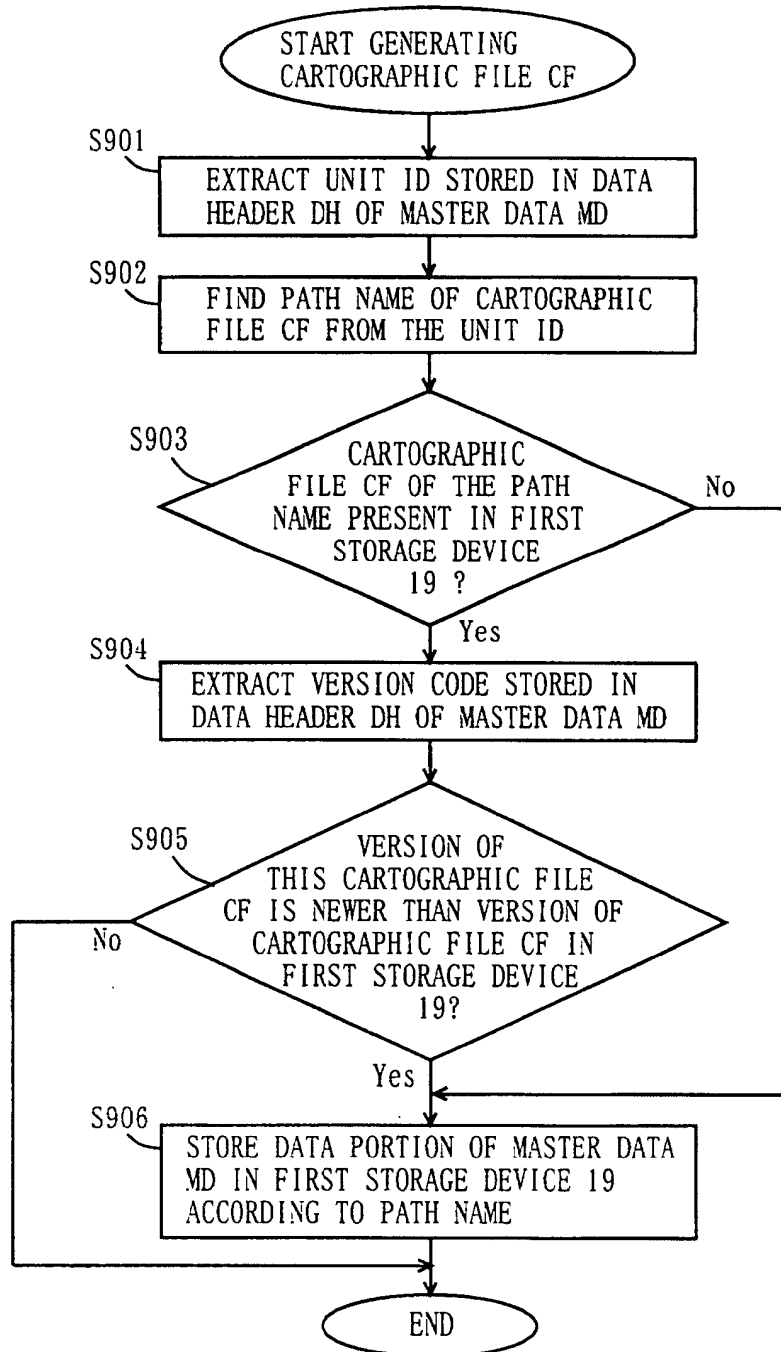 START GENERATING
CARTOGRAPHIC FILE CF
S901
EXTRACT UNIT ID STORED IN DATA
HEADER DH OF MASTER DATA MD
S902
FIND PATH NAME OF CARTOGRAPHIC
FILE CF FROM THE UNIT ID
S903
CARTOGRAPHIC
FILE CF OF THE PATH
NAME PRESENT IN FIRST
STORAGE DEVICE
19 ?
No
Yes
S904
EXTRACT VERSION CODE STORED IN
DATA HEADER DH OF MASTER DATA MD
S905
VERSION OF
THIS CARTOGRAPHIC FILE
CF IS NEWER THAN VERSION OF
CARTOGRAPHIC FILE CF IN
FIRST STORAGE DEVICE
19?
No
Yes
S906
STORE DATA PORTION OF MASTER DATA
MD IN FIRST STORAGE DEVICE 19
ACCORDING TO PATH NAME
END